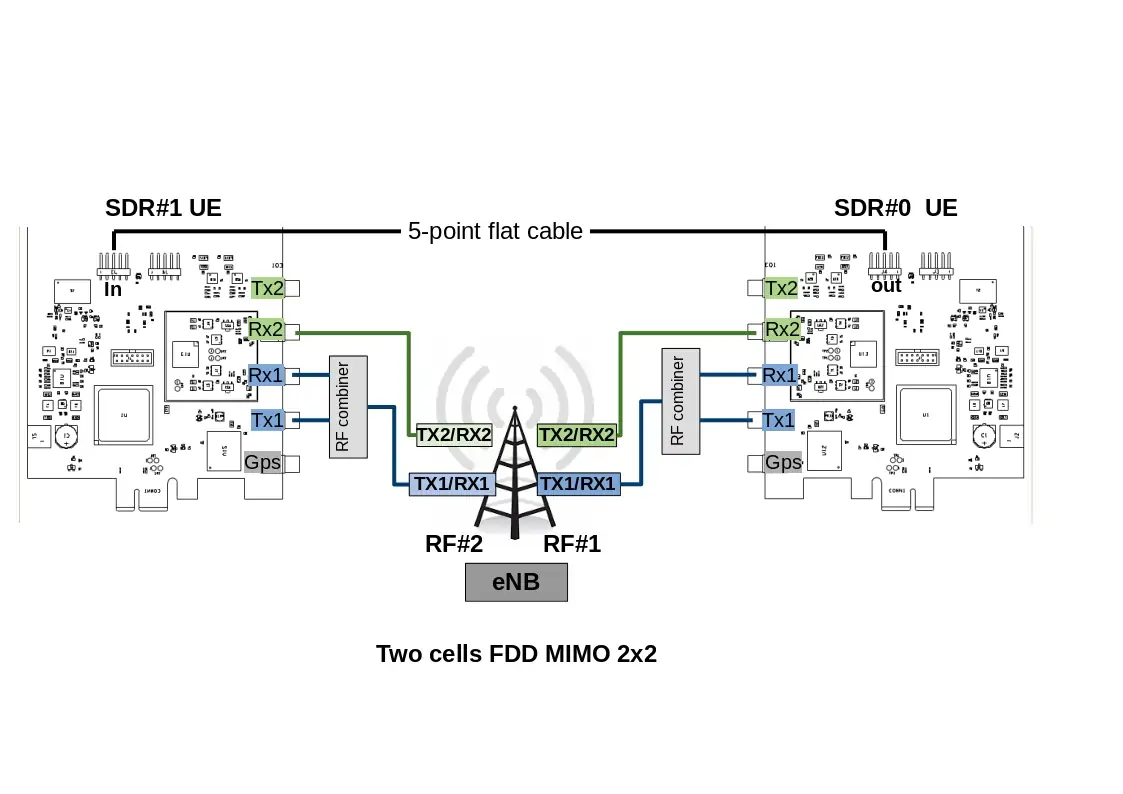 SDR#1 UE
SDR#0 UE
5-point flat cable
In
out
Tx2
Rx2
Rx1
Tx1
Gps
RF combiner
TX2/RX2
TX1/RX1
TX2/RX2
TX1/RX1
RF combiner
Tx2
Rx2
Rx1
Tx1
Gps
RF#2
RF#1
eNB
Two cells FDD MIMO 2x2